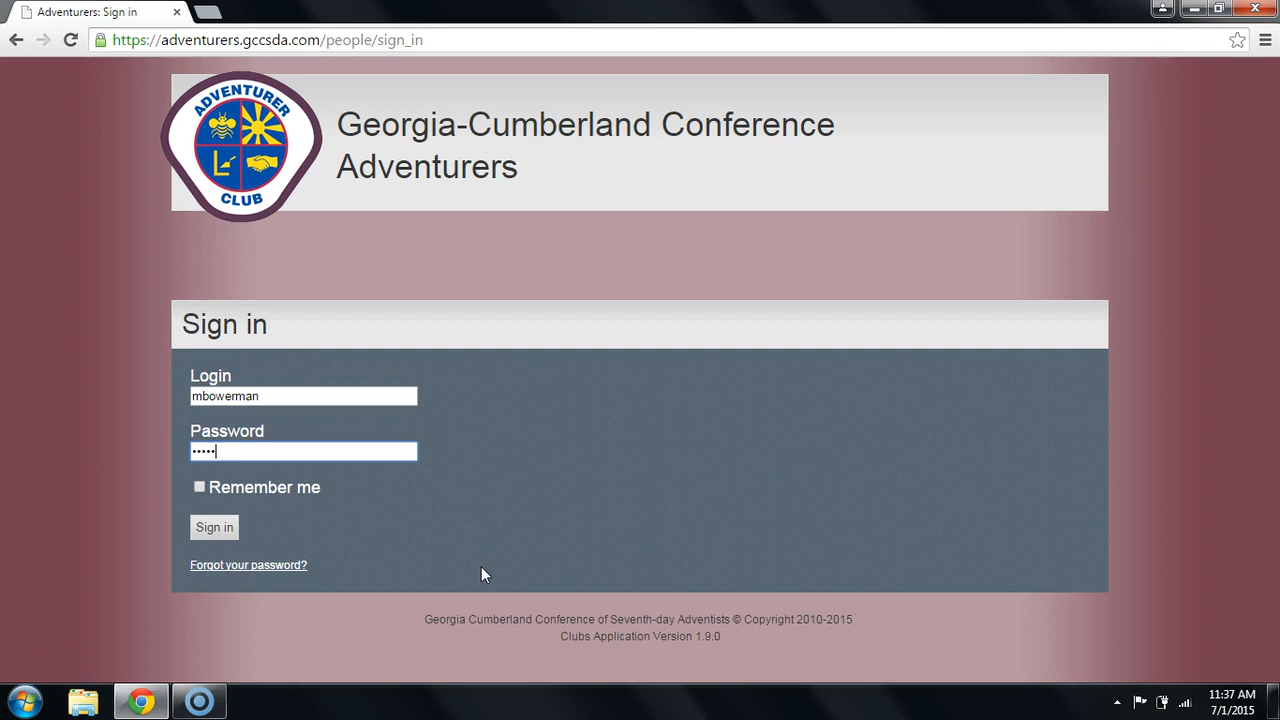 Adventurers: Sign in
https://adventurers.gccsda.com/people/sign_in
ADVENTURER
CLUB
Georgia-Cumberland Conference
Adventurers
Sign in
Login
mbowerman
Password
•••••
Remember me
Sign in
Forgot your password?
Georgia Cumberland Conference of Seventh-day Adventists © Copyright 2010-2015
Clubs Application Version 1.9.0
11:37 AM
7/1/2015